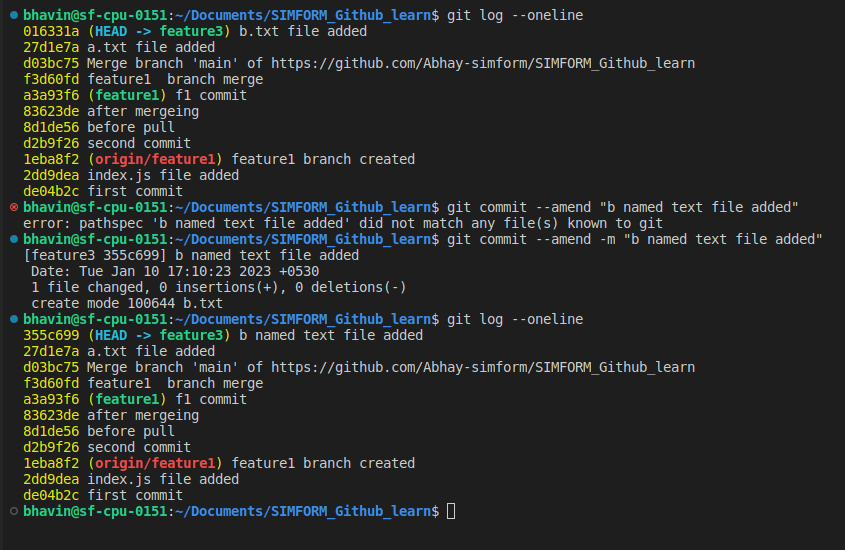 bhavin@sf-cpu-0151:~/Documents/SIMFORM_Github_learn$ git log --oneline
016331a (HEAD -> feature3) b.txt file added
27d1e7a a.txt file added
d03bc75 Merge branch 'main' of https://github.com/Abhay-simform/SIMFORM_Github_learn
f3d60fd feature1  branch merge
a3a93f6 (feature1) f1 commit
83623de after mergeing
8d1de56 before pull
d2b9f26 second commit
1eba8f2 (origin/feature1) feature1 branch created
2dd9dea index.js file added
de04b2c first commit
bhavin@sf-cpu-0151:~/Documents/SIMFORM_Github_learn$ git commit --amend "b named text file added"
error: pathspec 'b named text file added' did not match any file(s) known to git
bhavin@sf-cpu-0151:~/Documents/SIMFORM_Github_learn$ git commit --amend -m "b named text file added"
[feature3 355c699] b named text file added
 Date: Tue Jan 10 17:10:23 2023 +0530
 1 file changed, 0 insertions(+), 0 deletions(-)
 create mode 100644 b.txt
bhavin@sf-cpu-0151:~/Documents/SIMFORM_Github_learn$ git log --oneline
355c699 (HEAD -> feature3) b named text file added
27d1e7a a.txt file added
d03bc75 Merge branch 'main' of https://github.com/Abhay-simform/SIMFORM_Github_learn
f3d60fd feature1  branch merge
a3a93f6 (feature1) f1 commit
83623de after mergeing
8d1de56 before pull
d2b9f26 second commit
1eba8f2 (origin/feature1) feature1 branch created
2dd9dea index.js file added
de04b2c first commit
bhavin@sf-cpu-0151:~/Documents/SIMFORM_Github_learn$